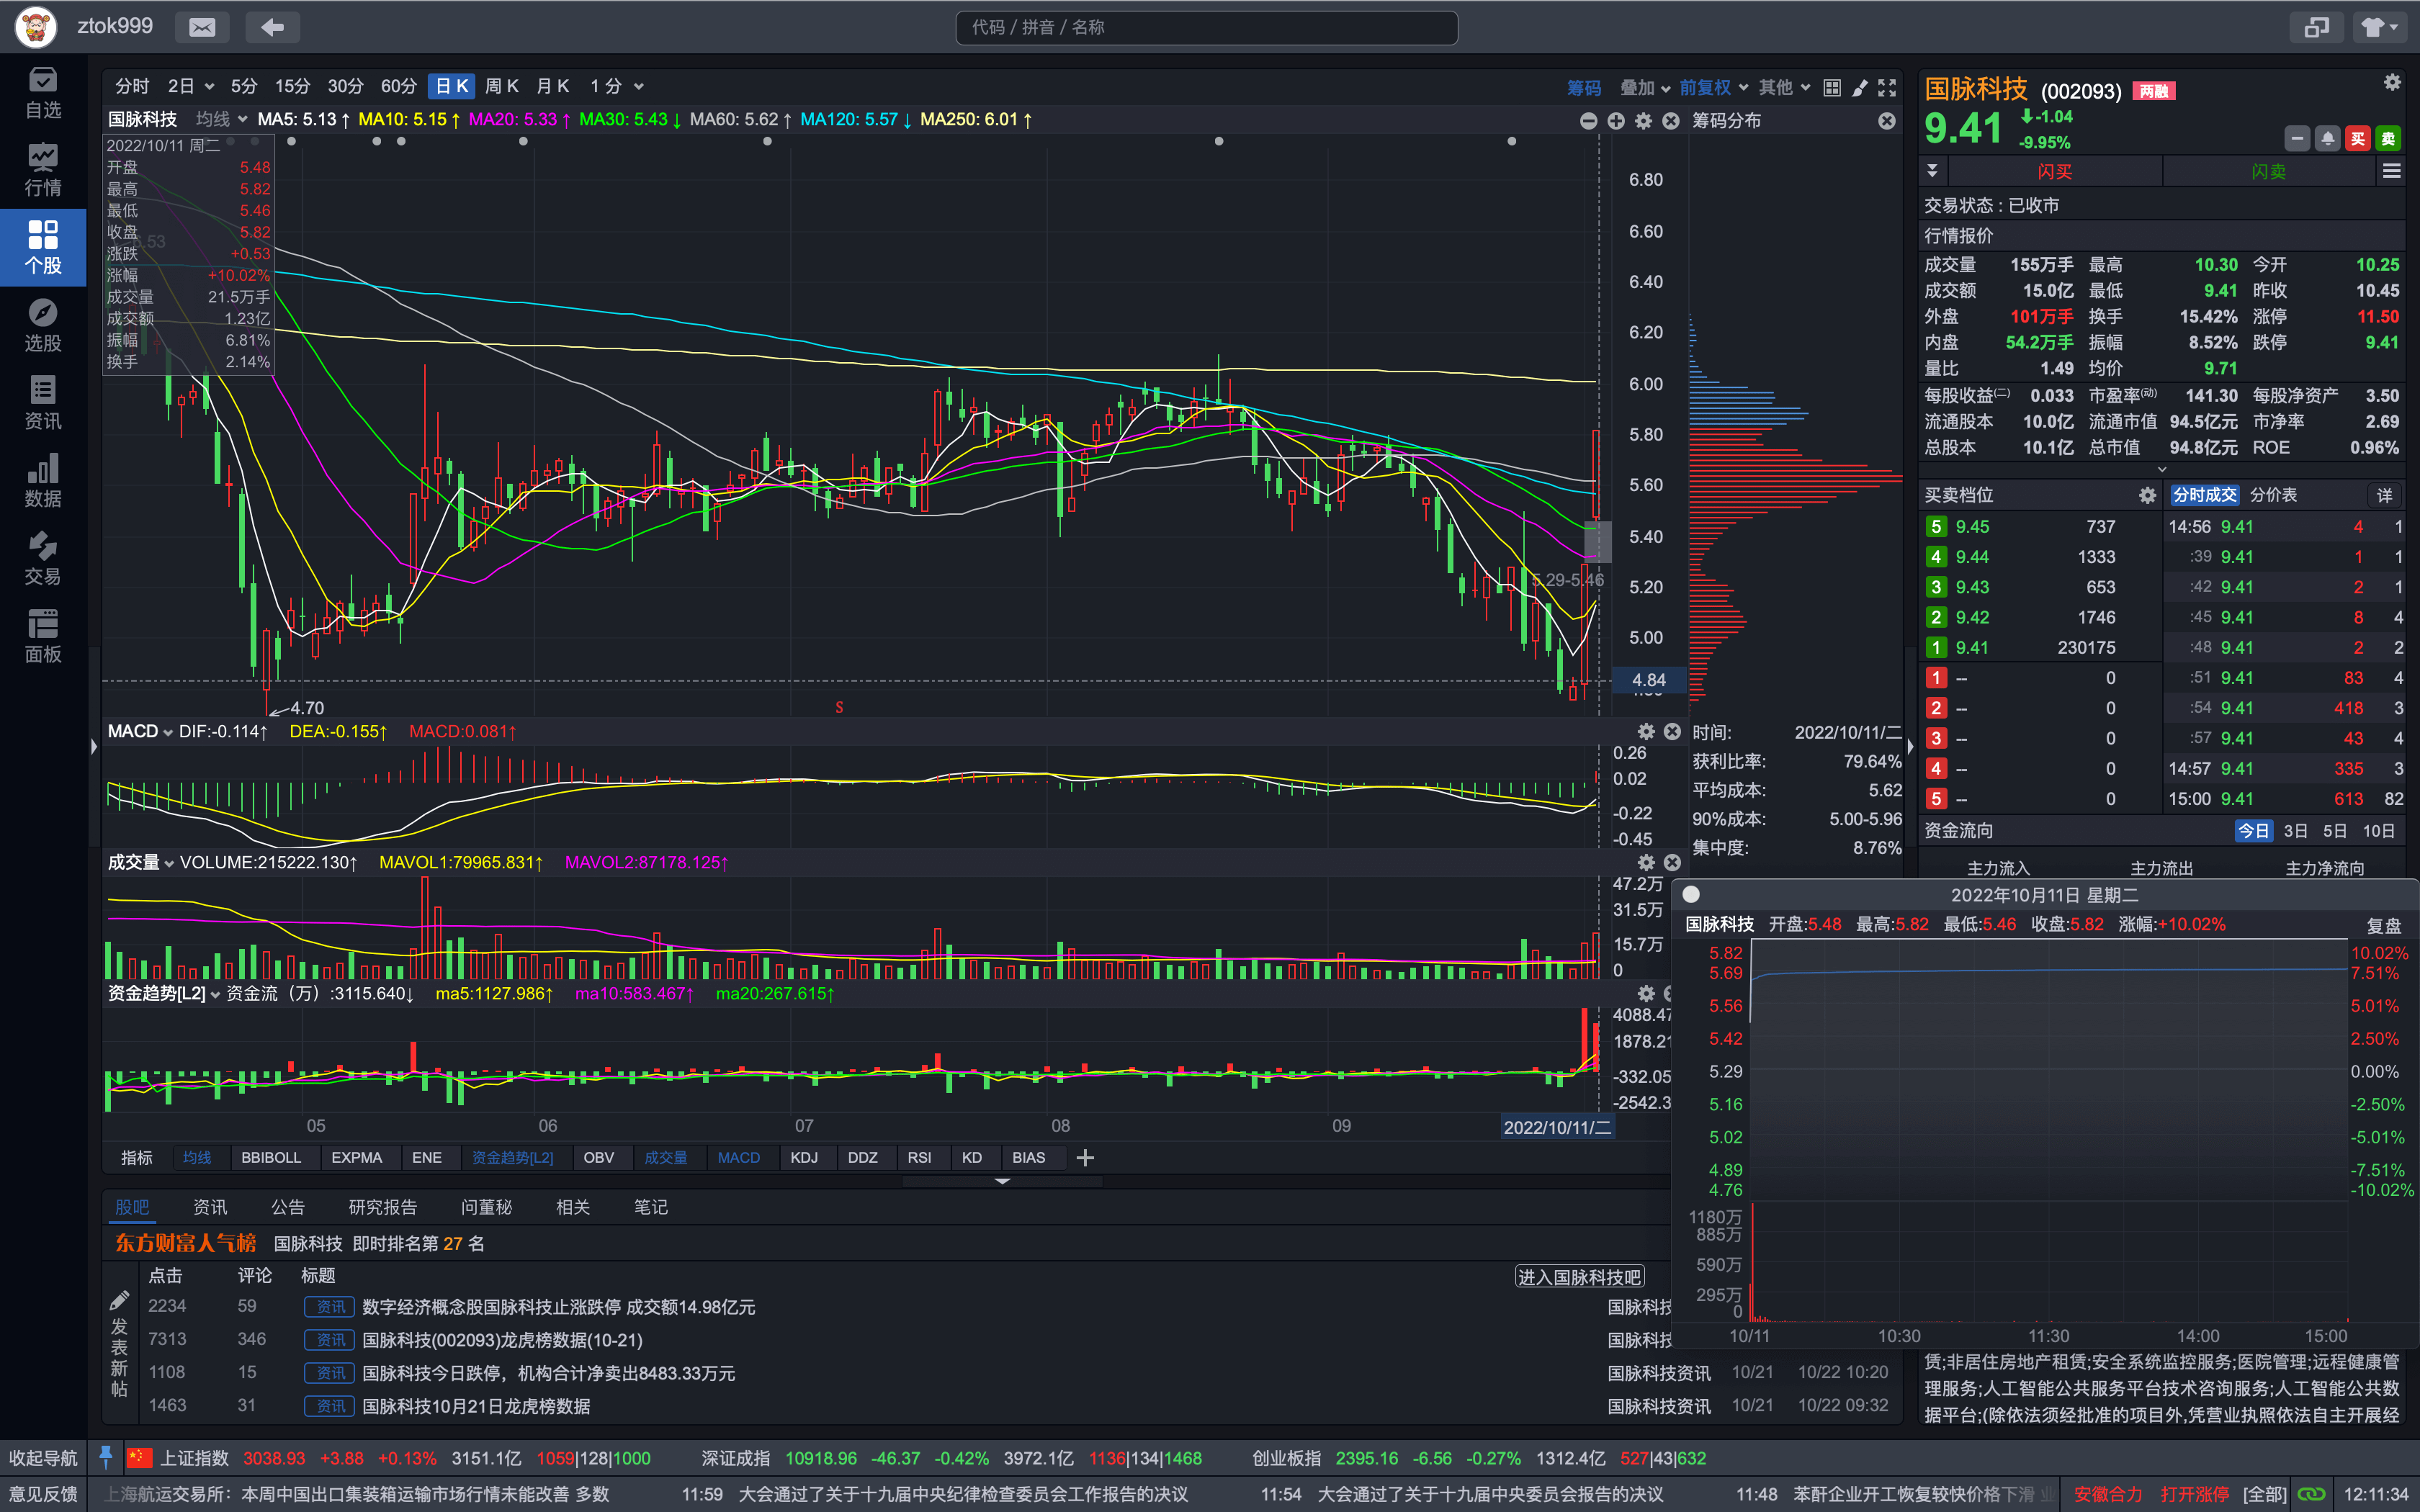 ztok999
代码 / 拼音 / 名称
自选
行情
个股
选股
资讯
数据
交易
面板
分时 2日 5分 15分 30分 60分 日K 周K 月K 1分
筹码 叠加 前复权 其他
国脉科技 均线 MA5: 5.13↑ MA10: 5.15↑ MA20: 5.33↑ MA30: 5.43↓ MA60: 5.62↑ MA120: 5.57↓ MA250: 6.01↑
筹码分布
2022/10/11 周二
开盘 5.48
最高 5.82
最低 5.46
收盘 5.82
涨跌 +0.53
涨幅 +10.02%
成交量 21.5万手
成交额 1.23亿
振幅 6.81%
换手 2.14%
6.80
6.60
6.40
6.20
6.00
5.80
5.60
5.40
5.20
5.00
4.84
5.29-5.46
4.70
S
MACD DIF:-0.114↑ DEA:-0.155↑ MACD:0.081↑
0.26
0.02
-0.22
-0.45
时间: 2022/10/11/二
获利比率: 79.64%
平均成本: 5.62
90%成本: 5.00-5.96
集中度: 8.76%
成交量 VOLUME:215222.130↑ MAVOL1:79965.831↑ MAVOL2:87178.125↑
47.2万
31.5万
15.7万
0
资金趋势[L2] 资金流（万）:3115.640↓ ma5:1127.986↑ ma10:583.467↑ ma20:267.615↑
4088.47
1878.21
-332.05
-2542.3
05 06 07 08 09 2022/10/11/二
指标 均线 BBIBOLL EXPMA ENE 资金趋势[L2] OBV 成交量 MACD KDJ DDZ RSI KD BIAS
股吧 资讯 公告 研究报告 问董秘 相关 笔记
东方财富人气榜 国脉科技 即时排名第 27 名
发表新帖
点击 评论 标题
进入国脉科技吧
2234 59 资讯 数字经济概念股国脉科技止涨跌停 成交额14.98亿元 国脉科技
7313 346 资讯 国脉科技(002093)龙虎榜数据(10-21) 国脉科技
1108 15 资讯 国脉科技今日跌停，机构合计净卖出8483.33万元 国脉科技资讯 10/21 10/22 10:20
1463 31 资讯 国脉科技10月21日龙虎榜数据 国脉科技资讯 10/21 10/22 09:32
国脉科技 (002093) 两融
9.41 -1.04
-9.95%
买 卖
闪买 闪卖
交易状态：已收市
行情报价
成交量 155万手 最高 10.30 今开 10.25
成交额 15.0亿 最低 9.41 昨收 10.45
外盘 101万手 换手 15.42% 涨停 11.50
内盘 54.2万手 振幅 8.52% 跌停 9.41
量比 1.49 均价 9.71
每股收益(二) 0.033 市盈率(动) 141.30 每股净资产 3.50
流通股本 10.0亿 流通市值 94.5亿元 市净率 2.69
总股本 10.1亿 总市值 94.8亿元 ROE 0.96%
买卖档位 分时成交 分价表 详
5 9.45 737 14:56 9.41 4 1
4 9.44 1333 :39 9.41 1 1
3 9.43 653 :42 9.41 2 1
2 9.42 1746 :45 9.41 8 4
1 9.41 230175 :48 9.41 2 2
1 -- 0 :51 9.41 83 4
2 -- 0 :54 9.41 418 3
3 -- 0 :57 9.41 43 4
4 -- 0 14:57 9.41 335 3
5 -- 0 15:00 9.41 613 82
资金流向 今日 3日 5日 10日
主力流入 主力流出 主力净流向
2022年10月11日 星期二
国脉科技 开盘:5.48 最高:5.82 最低:5.46 收盘:5.82 涨幅:+10.02% 复盘
5.82 10.02%
5.69 7.51%
5.56 5.01%
5.42 2.50%
5.29 0.00%
5.16 -2.50%
5.02 -5.01%
4.89 -7.51%
4.76 -10.02%
1180万
885万
590万
295万
0
10/11 10:30 11:30 14:00 15:00
赁;非居住房地产租赁;安全系统监控服务;医院管理;远程健康管
理服务;人工智能公共服务平台技术咨询服务;人工智能公共数
据平台;(除依法须经批准的项目外,凭营业执照依法自主开展经
收起导航 上证指数 3038.93 +3.88 +0.13% 3151.1亿 1059|128|1000 深证成指 10918.96 -46.37 -0.42% 3972.1亿 1136|134|1468 创业板指 2395.16 -6.56 -0.27% 1312.4亿 527|43|632
意见反馈 上海航运交易所：本周中国出口集装箱运输市场行情未能改善 多数 11:59 大会通过了关于十九届中央纪律检查委员会工作报告的决议 11:54 大会通过了关于十九届中央委员会报告的决议 11:48 苯酐企业开工恢复较快价格下滑 业 安徽合力 打开涨停 [全部] 12:11:34